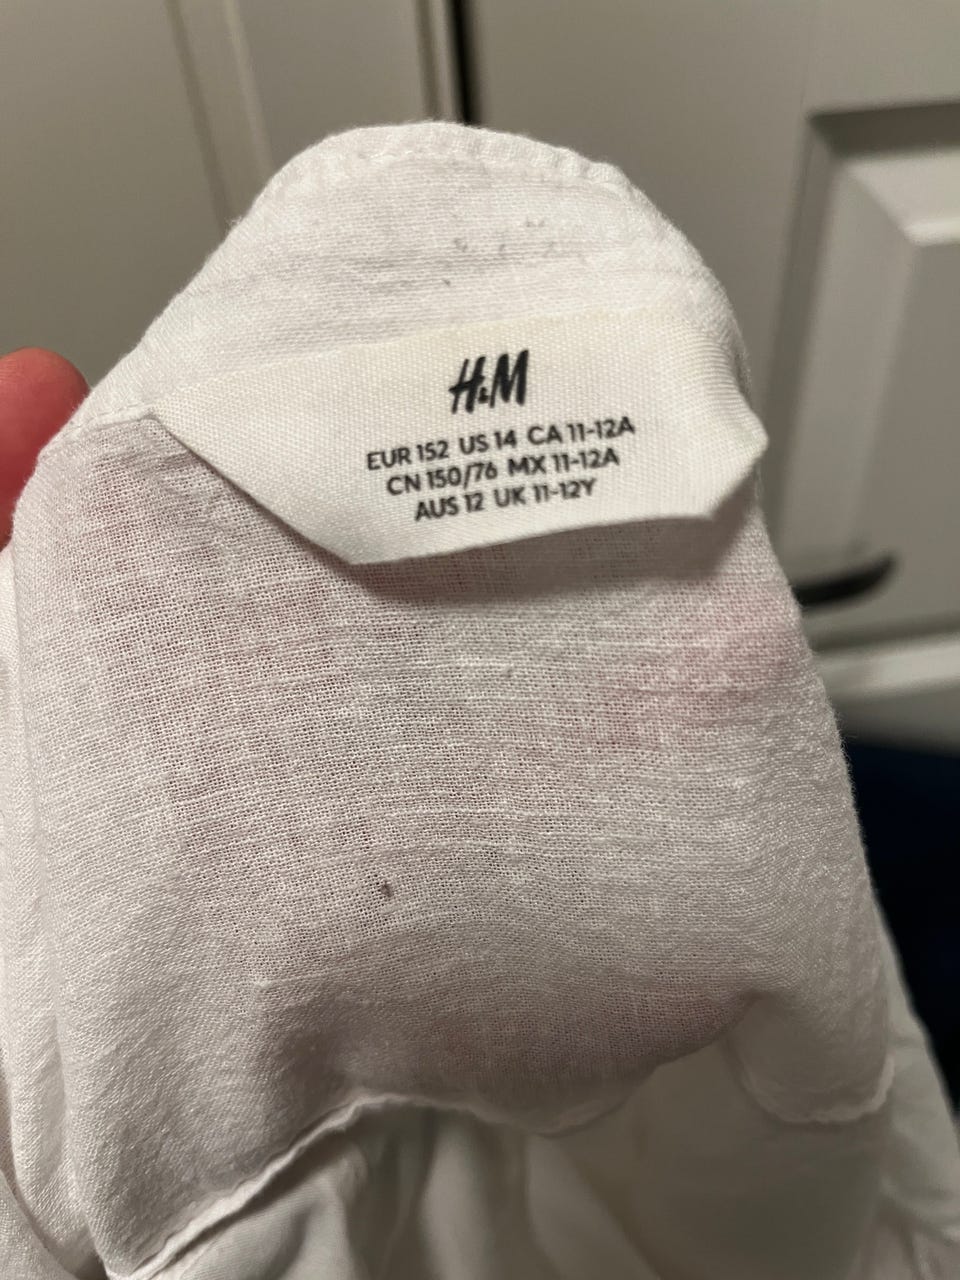 H&M
EUR 152 US 14 CA 11-12A
CN 150/76 MX 11-12A
AUS 12 UK 11-12Y